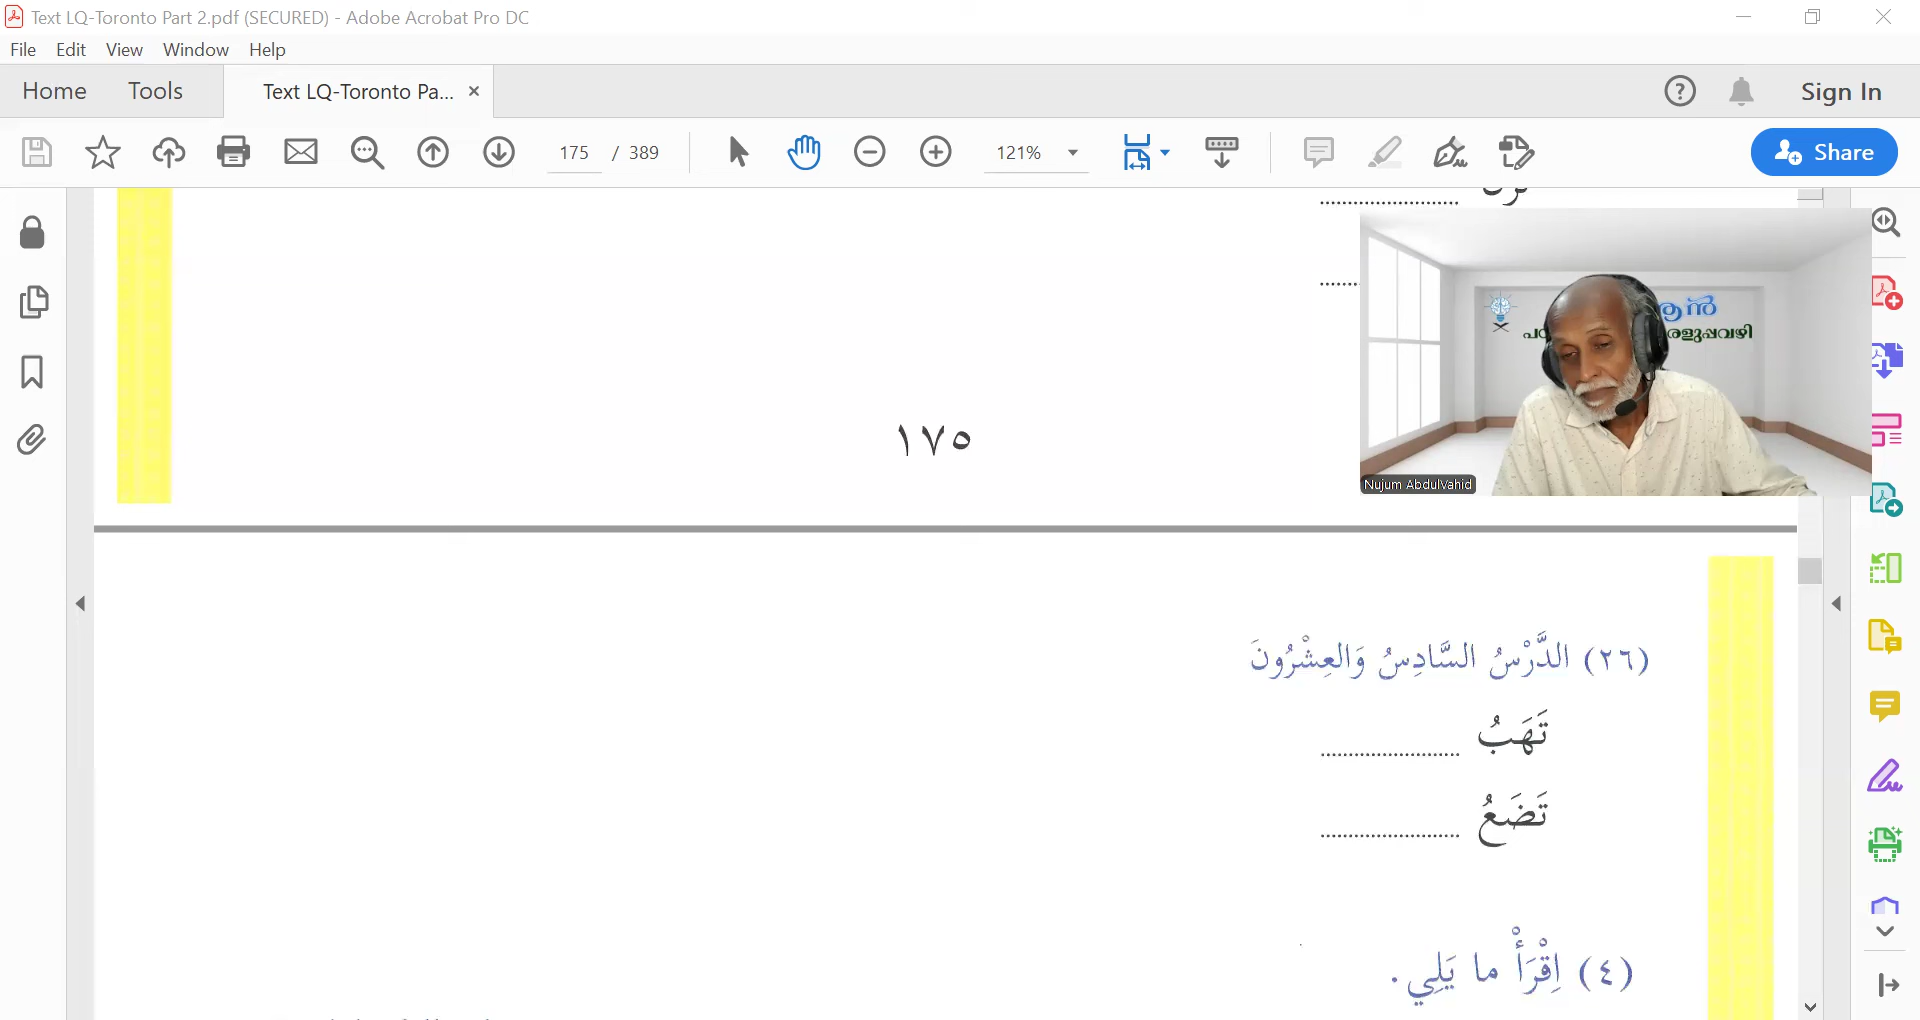 Text LQ-Toronto Part 2.pdf (SECURED) - Adobe Acrobat Pro DC
File Edit View Window Help
Home Tools Text LQ-Toronto Pa... × Sign In
175 / 389 121% Share
.........................
......
Nujum AbdulVahid
١٧٥
(٢٦) الدَّرْسُ السَّادِسُ وَالعِشْرُونَ
تَهَبُ .........................
تَضَعُ .........................
(٤) اِقْرَأْ ما يَلِي .